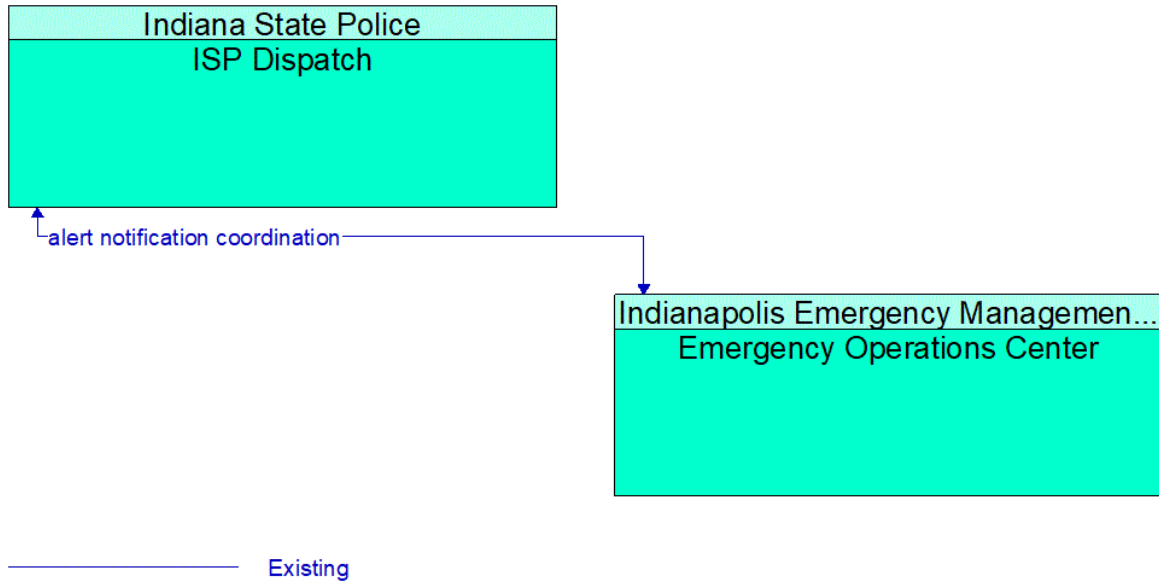 Indiana State Police
ISP Dispatch
alert notification coordination
Indianapolis Emergency Managemen...
Emergency Operations Center
Existing